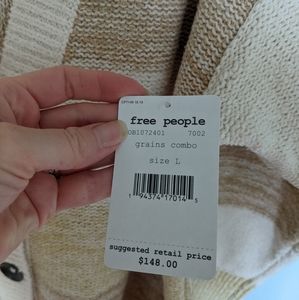 free people
OB1072401 7002
grains combo
size L
1 94374 17014 5
suggested retail price
$148.00